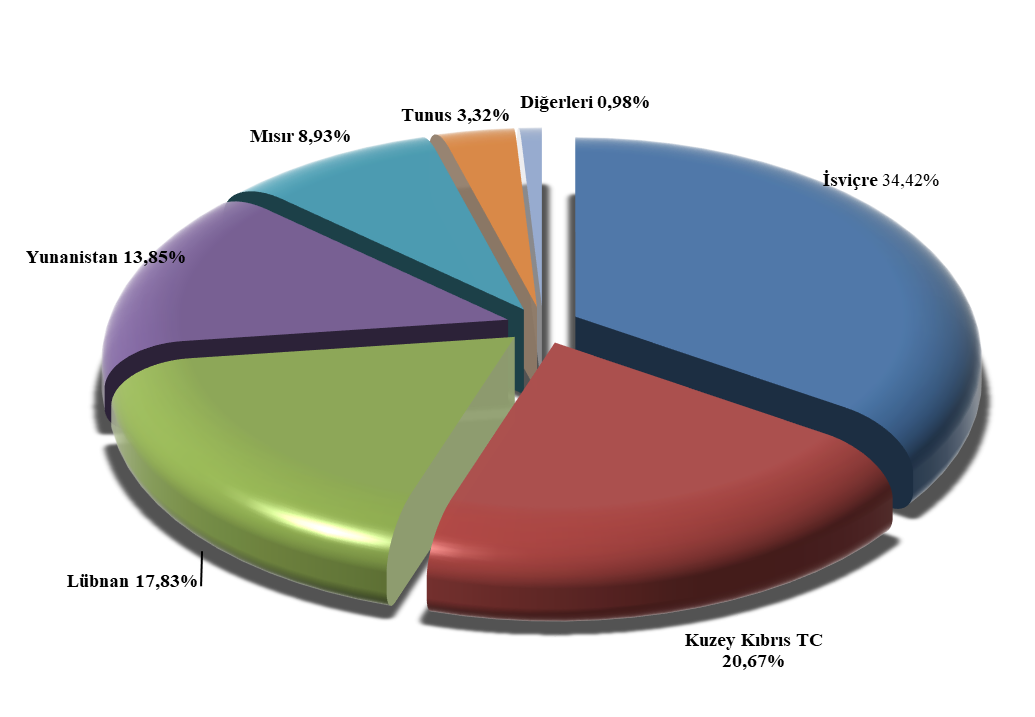 Diğerleri 0,98%
Tunus 3,32%
Mısır 8,93%
İsviçre 34,42%
Yunanistan 13,85%
Lübnan 17,83%
Kuzey Kıbrıs TC
20,67%